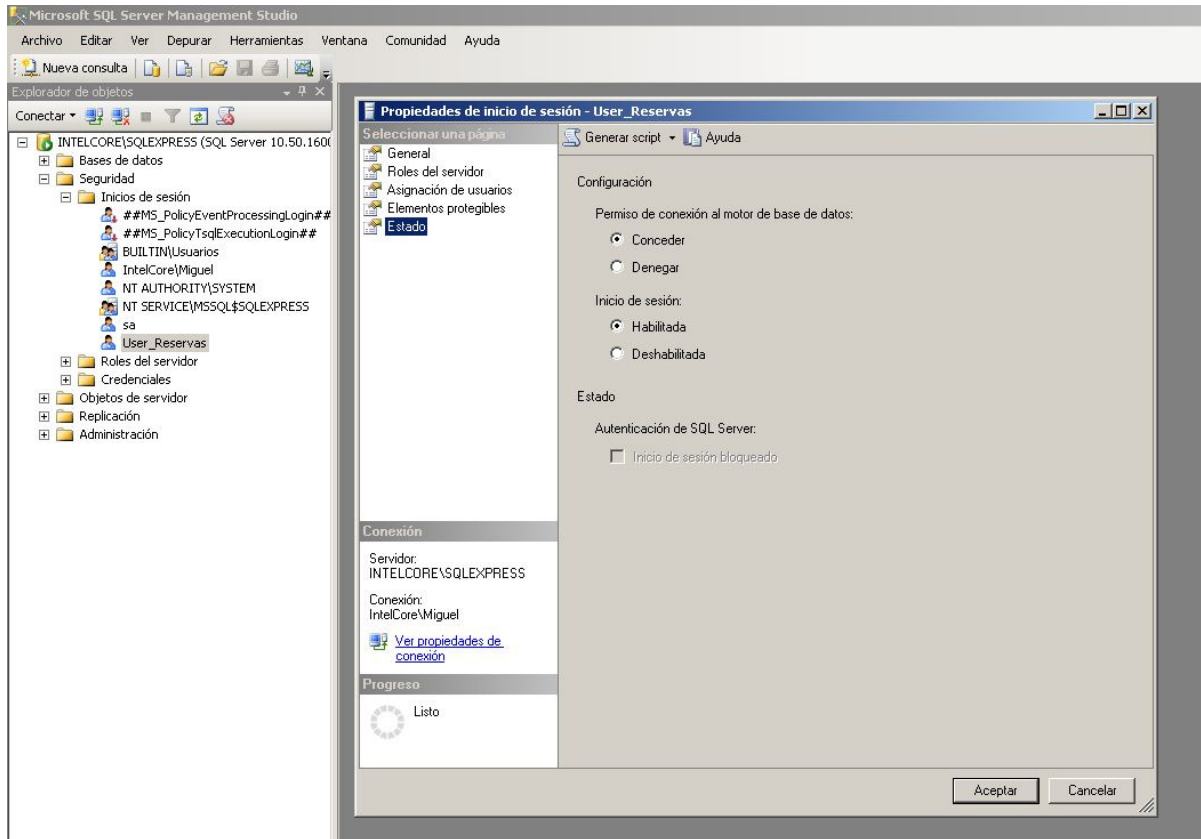 Microsoft SQL Server Management Studio
Archivo Editar Ver Depurar Herramientas Ventana Comunidad Ayuda
Nueva consulta
Explorador de objetos
Conectar
INTELCORE\SQLEXPRESS (SQL Server 10.50.160
Bases de datos
Seguridad
Inicios de sesión
##MS_PolicyEventProcessingLogin##
##MS_PolicyTsqlExecutionLogin##
BUILTIN\Usuarios
IntelCore\Miguel
NT AUTHORITY\SYSTEM
NT SERVICE\MSSQL$SQLEXPRESS
sa
User_Reservas
Roles del servidor
Credenciales
Objetos de servidor
Replicación
Administración
Propiedades de inicio de sesión - User_Reservas
Seleccionar una página
General
Roles del servidor
Asignación de usuarios
Elementos protegibles
Estado
Conexión
Servidor:
INTELCORE\SQLEXPRESS
Conexión:
IntelCore\Miguel
Ver propiedades de
conexión
Progreso
Listo
Generar script Ayuda
Configuración
Permiso de conexión al motor de base de datos:
Conceder
Denegar
Inicio de sesión:
Habilitada
Deshabilitada
Estado
Autenticación de SQL Server:
Inicio de sesión bloqueado
Aceptar Cancelar